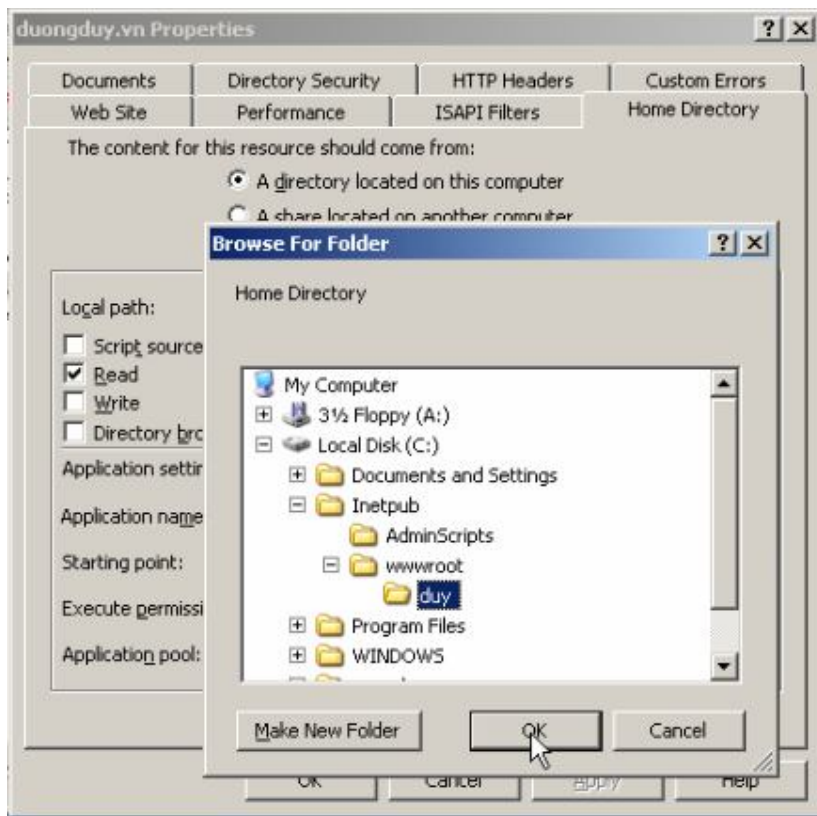 duongduy.vn Properties
Documents Directory Security HTTP Headers Custom Errors
Web Site Performance ISAPI Filters Home Directory
The content for this resource should come from:
A directory located on this computer
A share located on another computer
Browse For Folder
Home Directory
Local path:
Script source
Read
Write
Directory
Application
Application
Starting point:
Execute
Application pool:
My Computer
3½ Floppy (A:)
Local Disk (C:)
Documents and Settings
Inetpub
AdminScripts
wwwroot
duy
Program Files
WINDOWS
Make New Folder OK Cancel
OK Cancel Apply Help